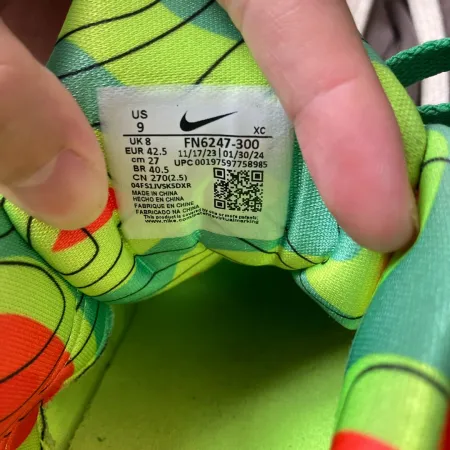 US
9
XC
UK 8 FN6247-300
EUR 42.5 11/17/23 01/30/24
cm 27 UPC 00197597758985
BR 40.5
CN 270(2.5)
04FS1JVSK5DXR
MADE IN CHINA
HECHO EN CHINA
FABRIQUE EN CHINE
FABRICADO NA CHINA